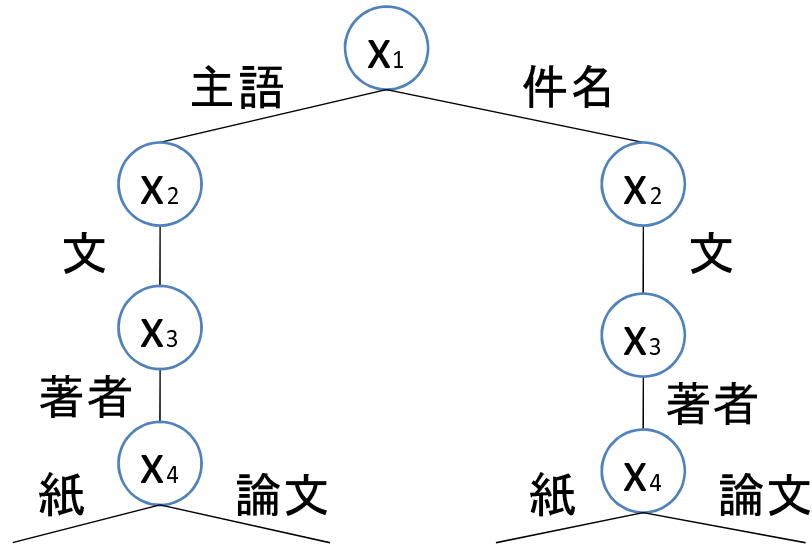 x1
主語 件名
x2 x2
文 文
x3 x3
著者 著者
x4 x4
紙 論文 紙 論文